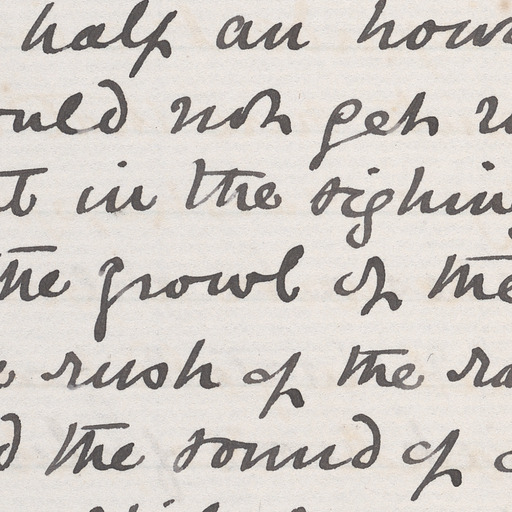 half an hour
ould not get
t in the sighing
the growl of the
rush of the ra
d the sound of